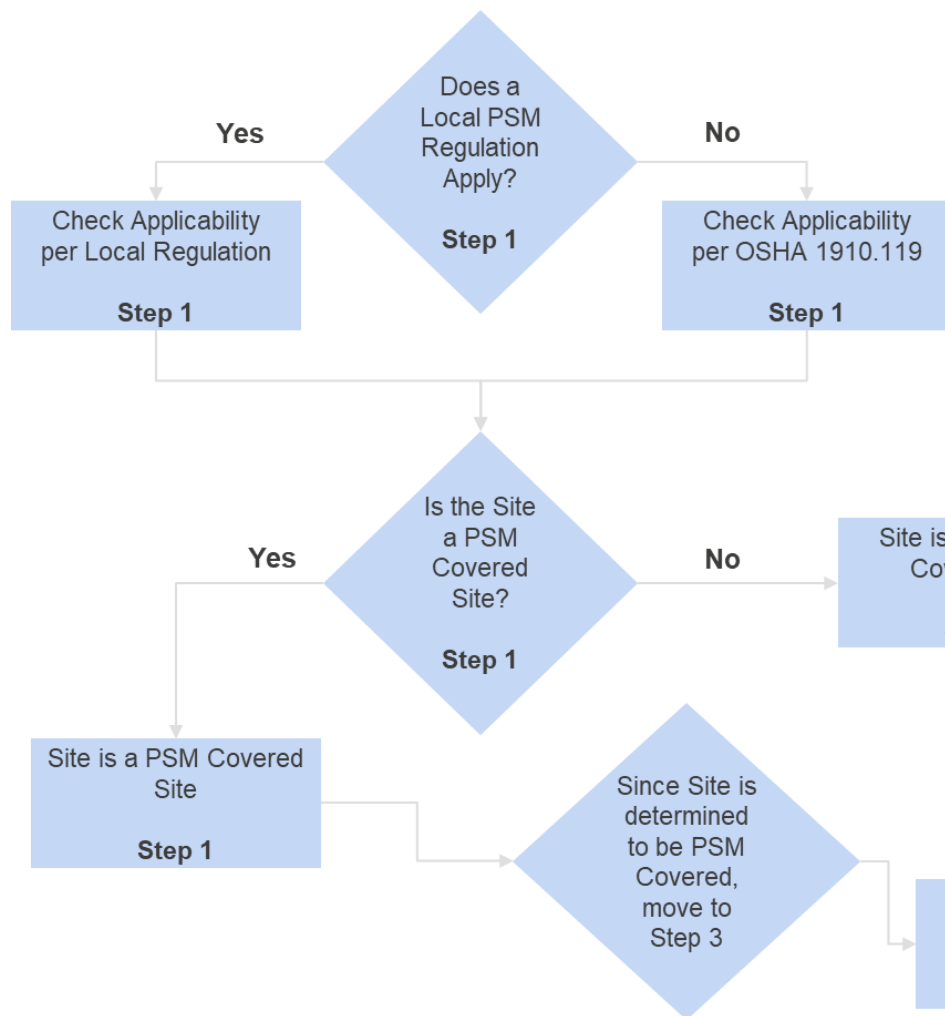 Does a
Local PSM
Regulation
Apply?
Step 1
Yes
No
Check Applicability
per Local Regulation
Step 1
Check Applicability
per OSHA 1910.119
Step 1
Is the Site
a PSM
Covered
Site?
Step 1
Yes
No
Site is
Site is a PSM Covered
Site
Step 1
Since Site is
determined
to be PSM
Covered,
move to
Step 3